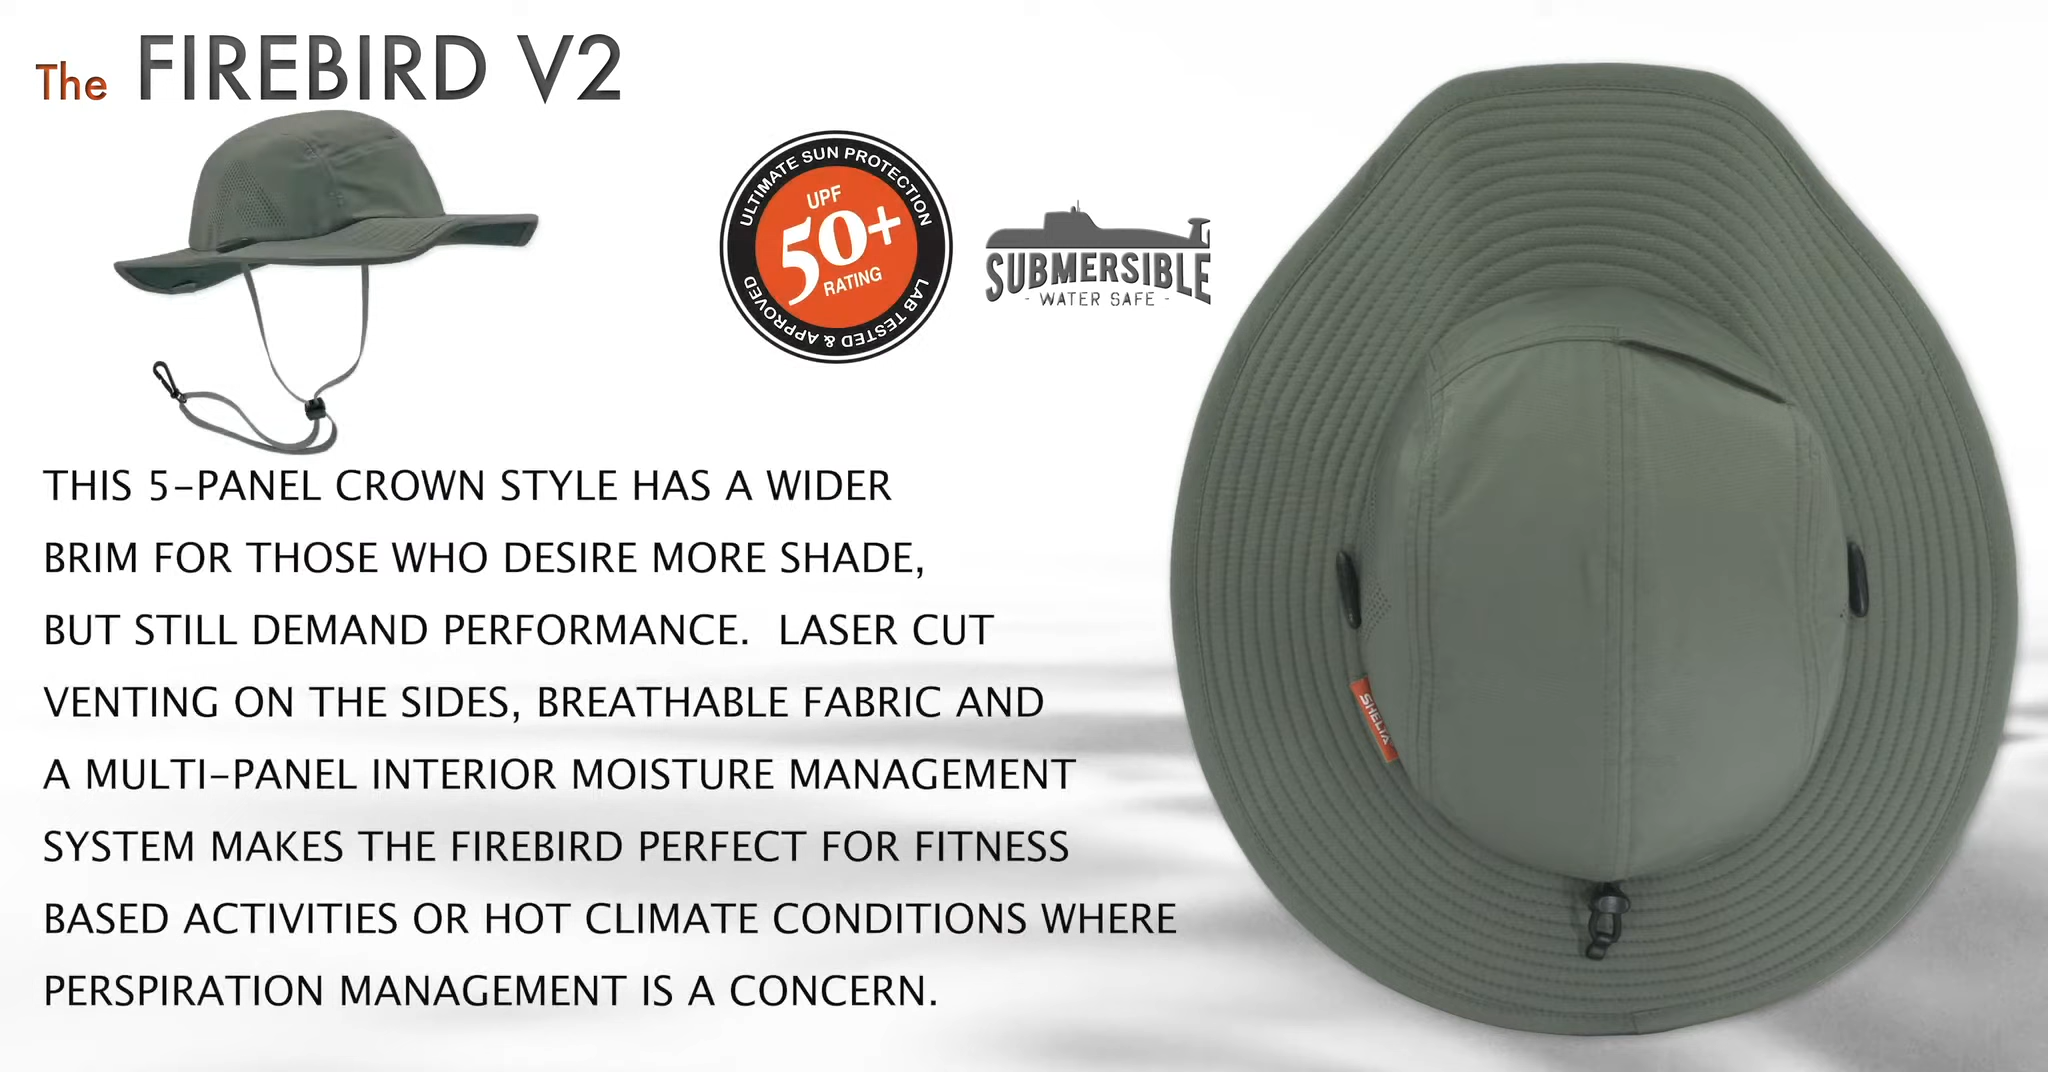 The FIREBIRD V2
ULTIMATE SUN PROTECTION
UPF
50+
RATING
LAB TESTED & APPROVED
SUBMERSIBLE
- WATER SAFE -
THIS 5-PANEL CROWN STYLE HAS A WIDER
BRIM FOR THOSE WHO DESIRE MORE SHADE,
BUT STILL DEMAND PERFORMANCE.  LASER CUT
VENTING ON THE SIDES, BREATHABLE FABRIC AND
A MULTI-PANEL INTERIOR MOISTURE MANAGEMENT
SYSTEM MAKES THE FIREBIRD PERFECT FOR FITNESS
BASED ACTIVITIES OR HOT CLIMATE CONDITIONS WHERE
PERSPIRATION MANAGEMENT IS A CONCERN.
SHELTA